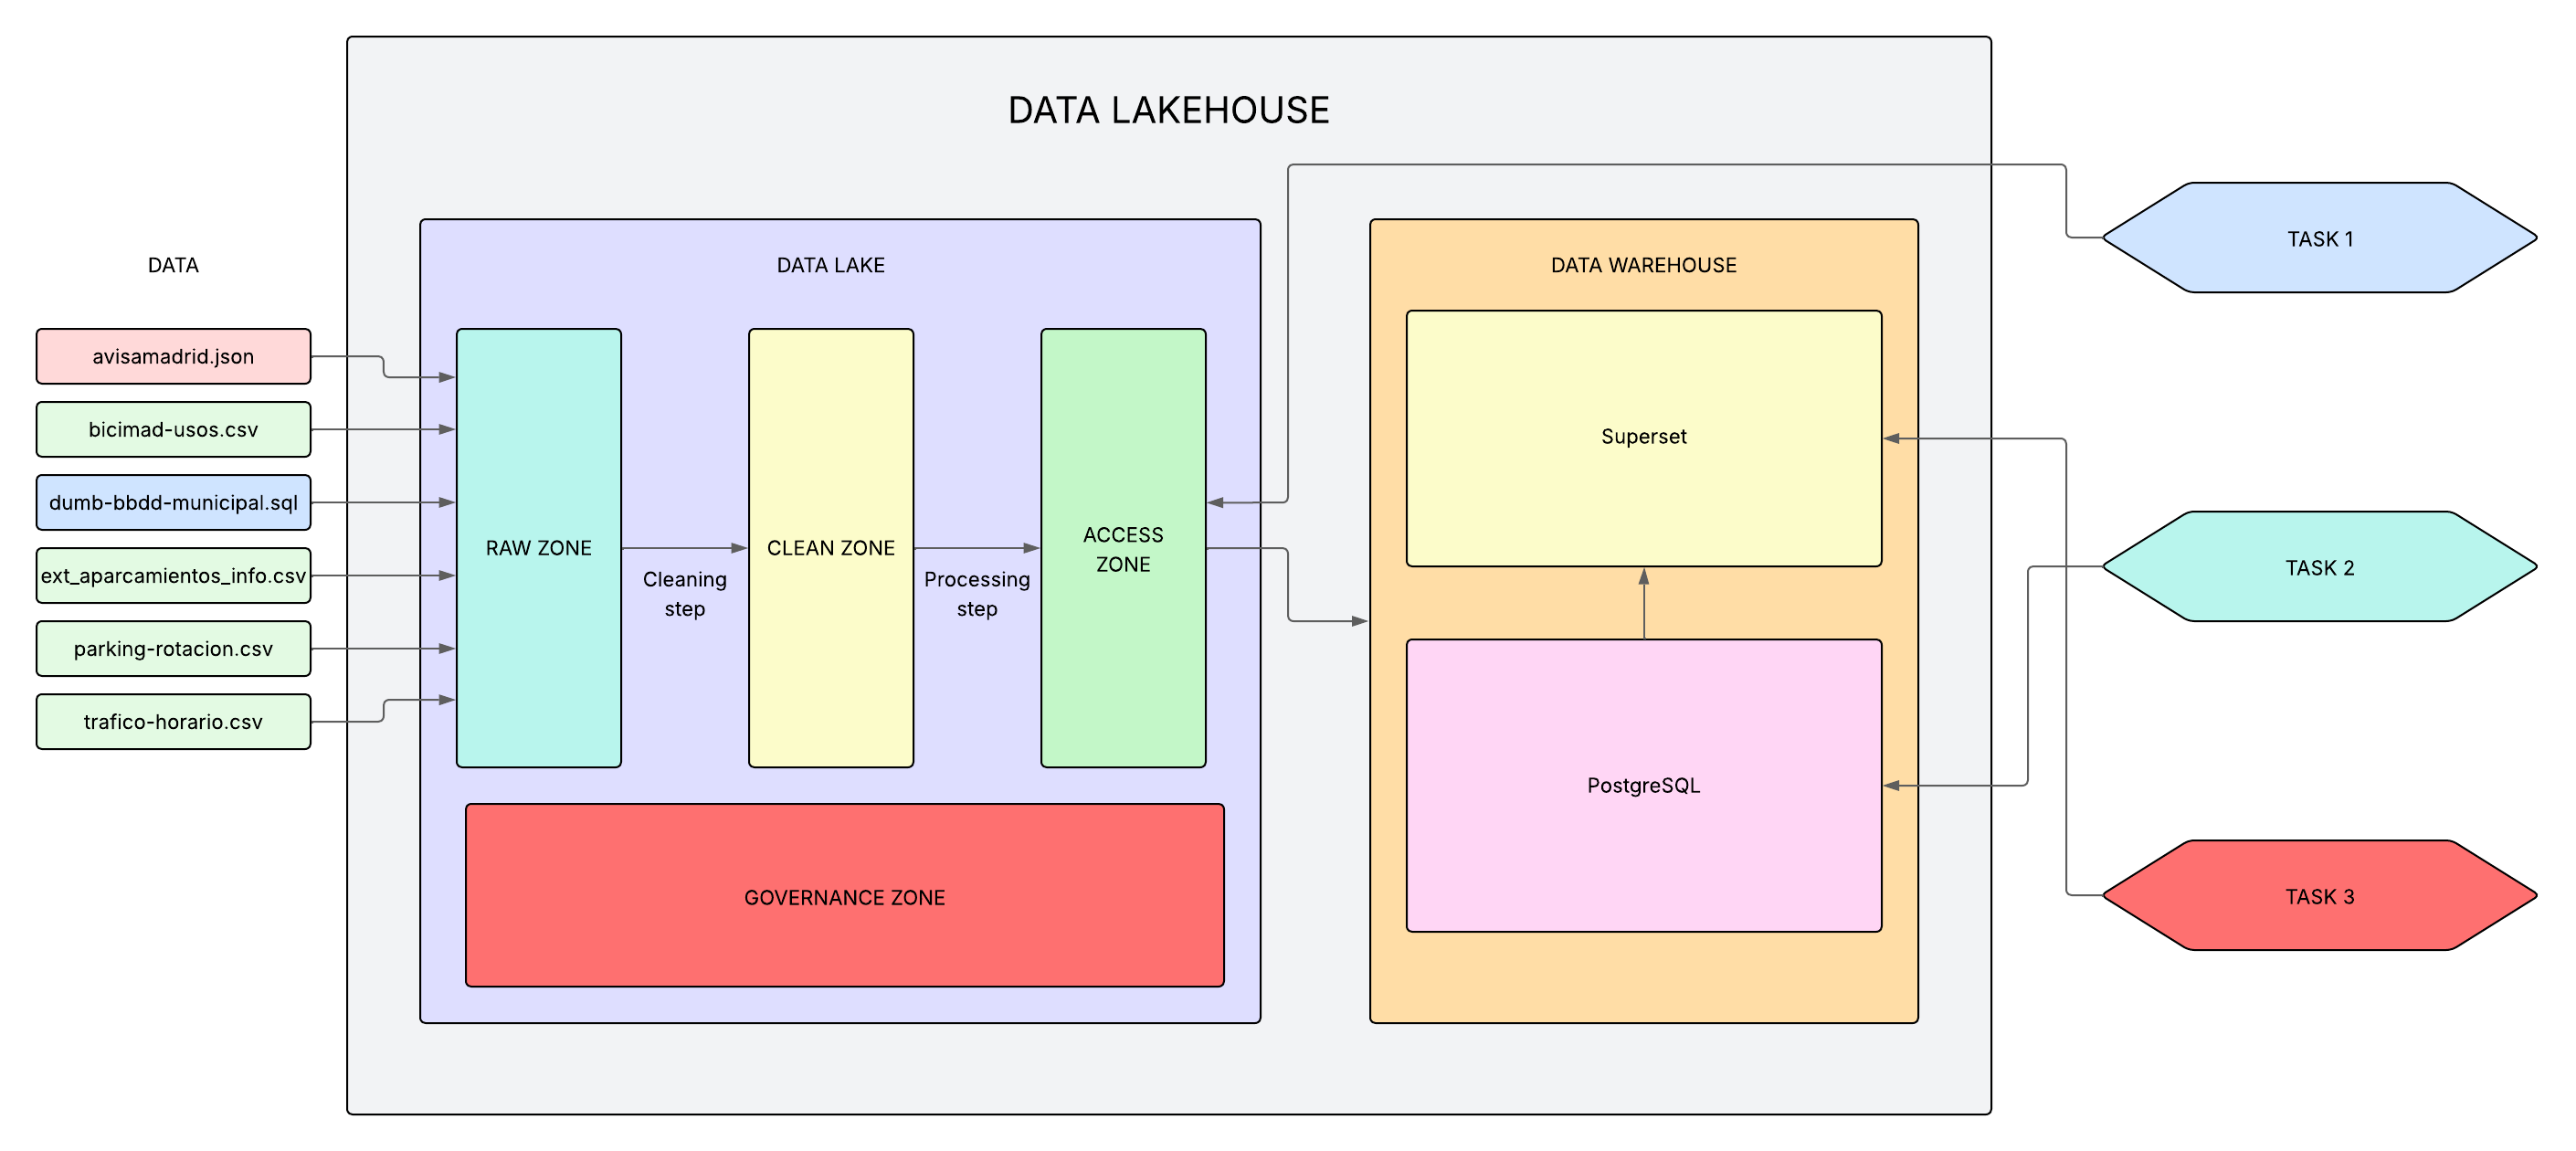 DATA LAKEHOUSE
DATA
avisamadrid.json
bicimad-usos.csv
dumb-bbdd-municipal.sql
ext_aparcamientos_info.csv
parking-rotacion.csv
trafico-horario.csv
DATA LAKE
RAW ZONE
Cleaning
step
CLEAN ZONE
Processing
step
ACCESS
ZONE
GOVERNANCE ZONE
DATA WAREHOUSE
Superset
PostgreSQL
TASK 1
TASK 2
TASK 3